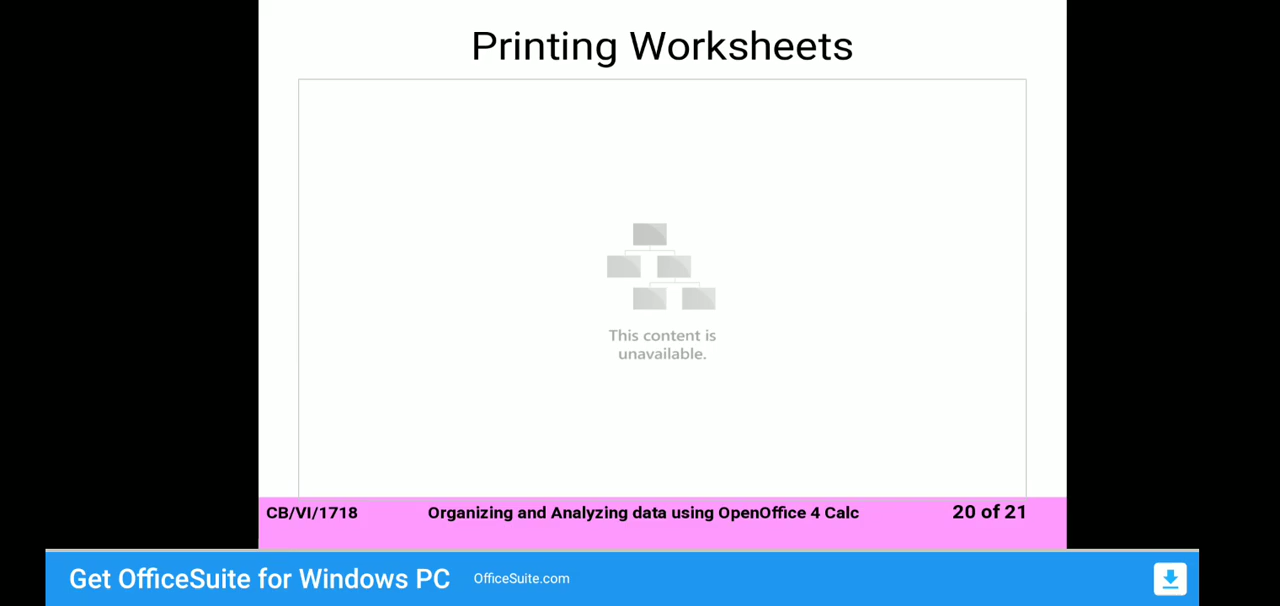 Printing Worksheets
This content is
unavailable.
CB/VI/1718 Organizing and Analyzing data using OpenOffice 4 Calc 20 of 21
Get OfficeSuite for Windows PC OfficeSuite.com